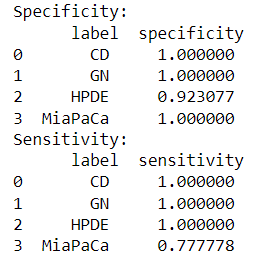 Specificity:
label specificity
0 CD 1.000000
1 GN 1.000000
2 HPDE 0.923077
3 MiaPaCa 1.000000
Sensitivity:
label sensitivity
0 CD 1.000000
1 GN 1.000000
2 HPDE 1.000000
3 MiaPaCa 0.777778